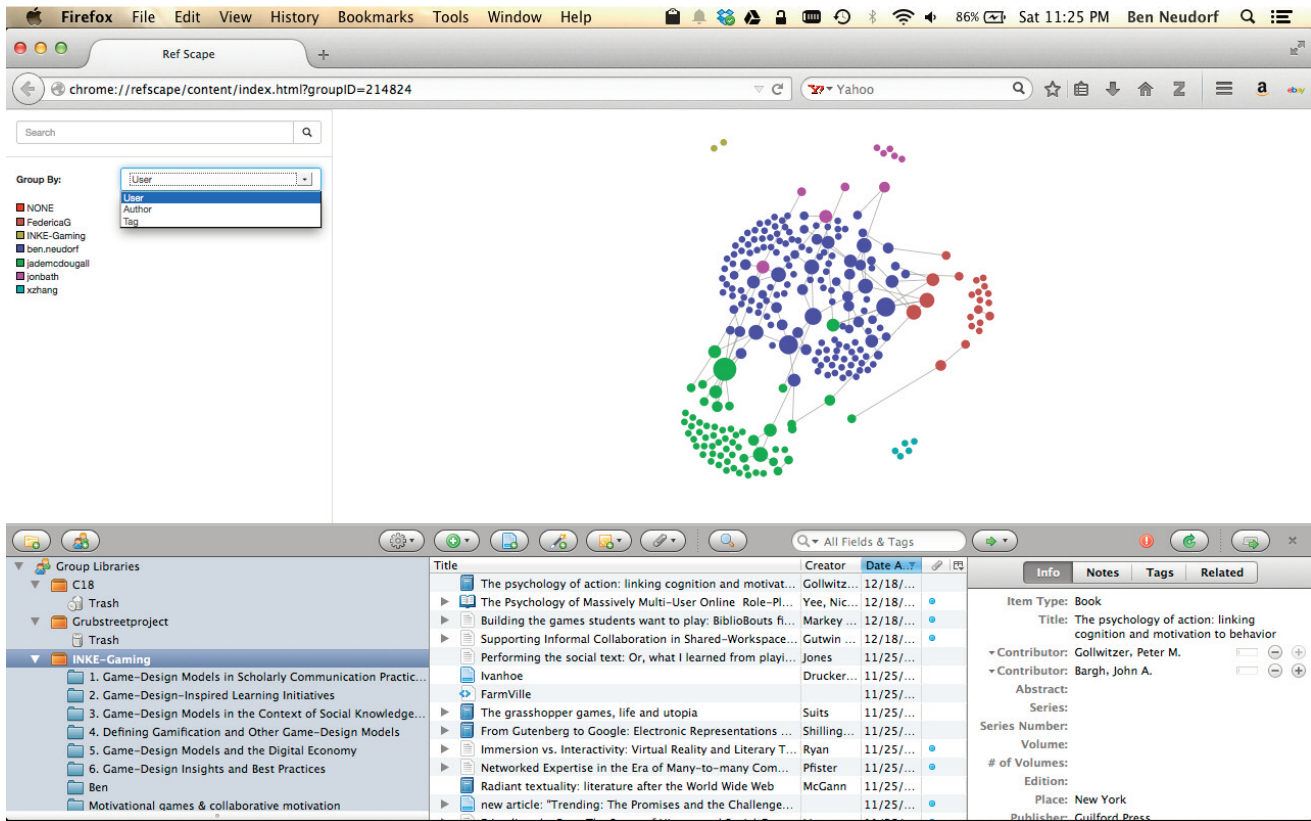 Firefox File Edit View History Bookmarks Tools Window Help 86% Sat 11:25 PM Ben Neudorf
Ref Scape +
chrome://refscape/content/index.html?groupID=214824 Yahoo a ebay
Search
Group By: User
User
Author
Tag
NONE
FedericaG
INKE-Gaming
ben.neudorf
jademcdougall
jonbath
xzhang
All Fields & Tags
Group Libraries
C18
Trash
Grubstreetproject
Trash
INKE-Gaming
1. Game-Design Models in Scholarly Communication Practic...
2. Game-Design-Inspired Learning Initiatives
3. Game-Design Models in the Context of Social Knowledge...
4. Defining Gamification and Other Game-Design Models
5. Game-Design Models and the Digital Economy
6. Game-Design Insights and Best Practices
Ben
Motivational games & collaborative motivation
Title Creator Date A...
The psychology of action: linking cognition and motivat... Gollwitz... 12/18/...
The Psychology of Massively Multi-User Online Role-Pl... Yee, Nic... 12/18/...
Building the games students want to play: BiblioBouts fi... Markey ... 12/18/...
Supporting Informal Collaboration in Shared-Workspace... Gutwin ... 12/18/...
Performing the social text: Or, what I learned from playi... Jones 11/25/...
Ivanhoe Drucker... 11/25/...
FarmVille 11/25/...
The grasshopper games, life and utopia Suits 11/25/...
From Gutenberg to Google: Electronic Representations ... Shilling... 11/25/...
Immersion vs. Interactivity: Virtual Reality and Literary T... Ryan 11/25/...
Networked Expertise in the Era of Many-to-many Com... Pfister 11/25/...
Radiant textuality: literature after the World Wide Web McGann 11/25/...
new article: "Trending: The Promises and the Challenge... 11/25/...
Info Notes Tags Related
Item Type: Book
Title: The psychology of action: linking
cognition and motivation to behavior
Contributor: Gollwitzer, Peter M.
Contributor: Bargh, John A.
Abstract:
Series:
Series Number:
Volume:
# of Volumes:
Edition:
Place: New York
Publisher: Guilford Press